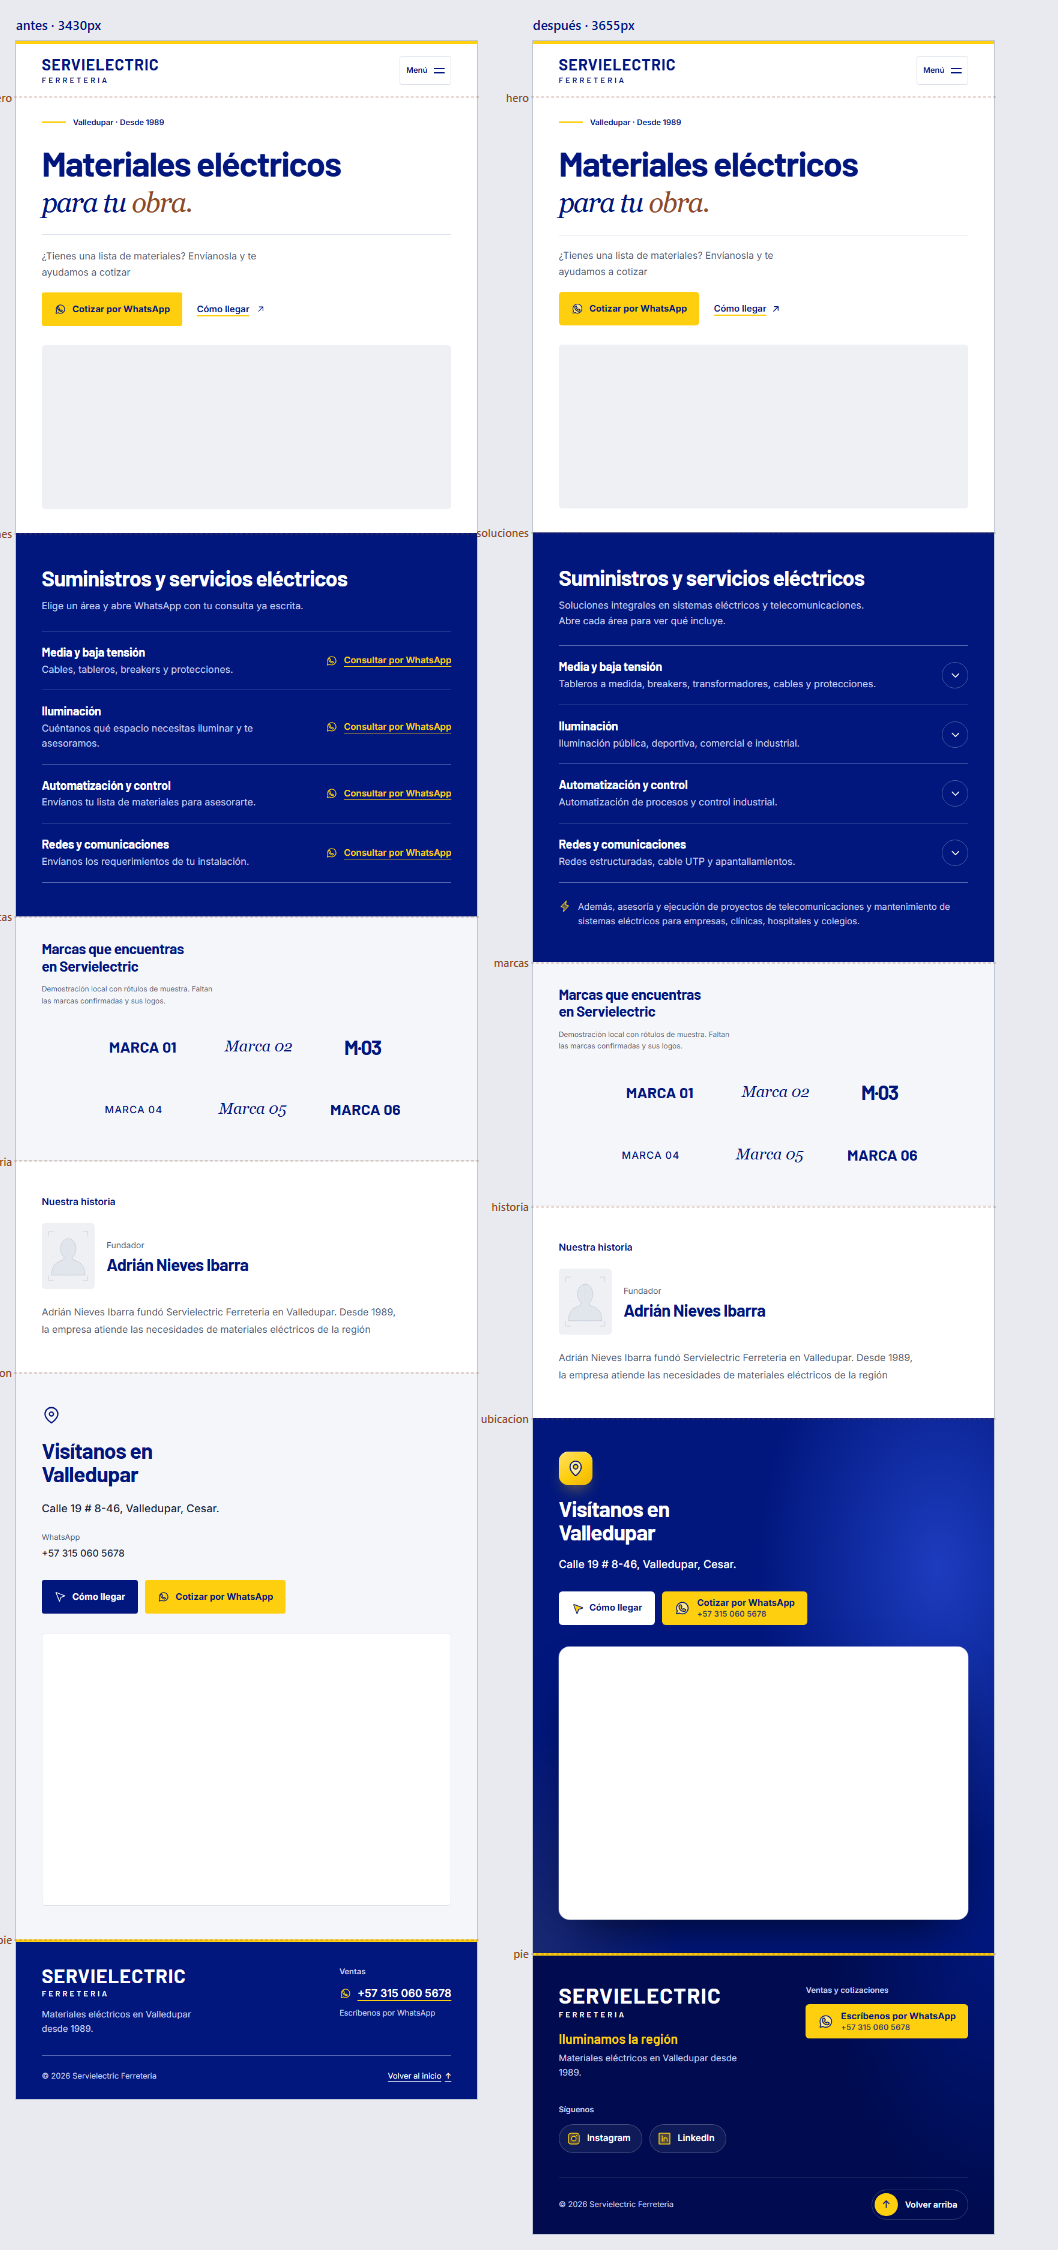 antes · 3430px
SERVIELECTRIC
FERRETERIA
Menú
ero
Valledupar · Desde 1989
Materiales eléctricos
para tu obra.
¿Tienes una lista de materiales? Envíanosla y te
ayudamos a cotizar
Cotizar por WhatsApp
Cómo llegar
nes
Suministros y servicios eléctricos
Elige un área y abre WhatsApp con tu consulta ya escrita.
Media y baja tensión
Cables, tableros, breakers y protecciones.
Consultar por WhatsApp
Iluminación
Cuéntanos qué espacio necesitas iluminar y te
asesoramos.
Consultar por WhatsApp
Automatización y control
Envíanos tu lista de materiales para asesorarte.
Consultar por WhatsApp
Redes y comunicaciones
Envíanos los requerimientos de tu instalación.
Consultar por WhatsApp
cas
Marcas que encuentras
en Servielectric
Demostración local con rótulos de muestra. Faltan
las marcas confirmadas y sus logos.
MARCA 01
Marca 02
M·03
MARCA 04
Marca 05
MARCA 06
ria
Nuestra historia
Fundador
Adrián Nieves Ibarra
Adrián Nieves Ibarra fundó Servielectric Ferreteria en Valledupar. Desde 1989,
la empresa atiende las necesidades de materiales eléctricos de la región
on
Visítanos en
Valledupar
Calle 19 # 8-46, Valledupar, Cesar.
WhatsApp
+57 315 060 5678
Cómo llegar
Cotizar por WhatsApp
pie
SERVIELECTRIC
FERRETERIA
Materiales eléctricos en Valledupar
desde 1989.
Ventas
+57 315 060 5678
Escríbenos por WhatsApp
© 2026 Servielectric Ferreteria
Volver al inicio
después · 3655px
SERVIELECTRIC
FERRETERIA
Menú
hero
Valledupar · Desde 1989
Materiales eléctricos
para tu obra.
¿Tienes una lista de materiales? Envíanosla y te
ayudamos a cotizar
Cotizar por WhatsApp
Cómo llegar
soluciones
Suministros y servicios eléctricos
Soluciones integrales en sistemas eléctricos y telecomunicaciones.
Abre cada área para ver qué incluye.
Media y baja tensión
Tableros a medida, breakers, transformadores, cables y protecciones.
Iluminación
Iluminación pública, deportiva, comercial e industrial.
Automatización y control
Automatización de procesos y control industrial.
Redes y comunicaciones
Redes estructuradas, cable UTP y apantallamientos.
Además, asesoría y ejecución de proyectos de telecomunicaciones y mantenimiento de
sistemas eléctricos para empresas, clínicas, hospitales y colegios.
marcas
Marcas que encuentras
en Servielectric
Demostración local con rótulos de muestra. Faltan
las marcas confirmadas y sus logos.
MARCA 01
Marca 02
M·03
MARCA 04
Marca 05
MARCA 06
historia
Nuestra historia
Fundador
Adrián Nieves Ibarra
Adrián Nieves Ibarra fundó Servielectric Ferreteria en Valledupar. Desde 1989,
la empresa atiende las necesidades de materiales eléctricos de la región
ubicacion
Visítanos en
Valledupar
Calle 19 # 8-46, Valledupar, Cesar.
Cómo llegar
Cotizar por WhatsApp
+57 315 060 5678
pie
SERVIELECTRIC
FERRETERIA
Iluminamos la región
Materiales eléctricos en Valledupar desde
1989.
Ventas y cotizaciones
Escríbenos por WhatsApp
+57 315 060 5678
Síguenos
Instagram
LinkedIn
© 2026 Servielectric Ferreteria
Volver arriba